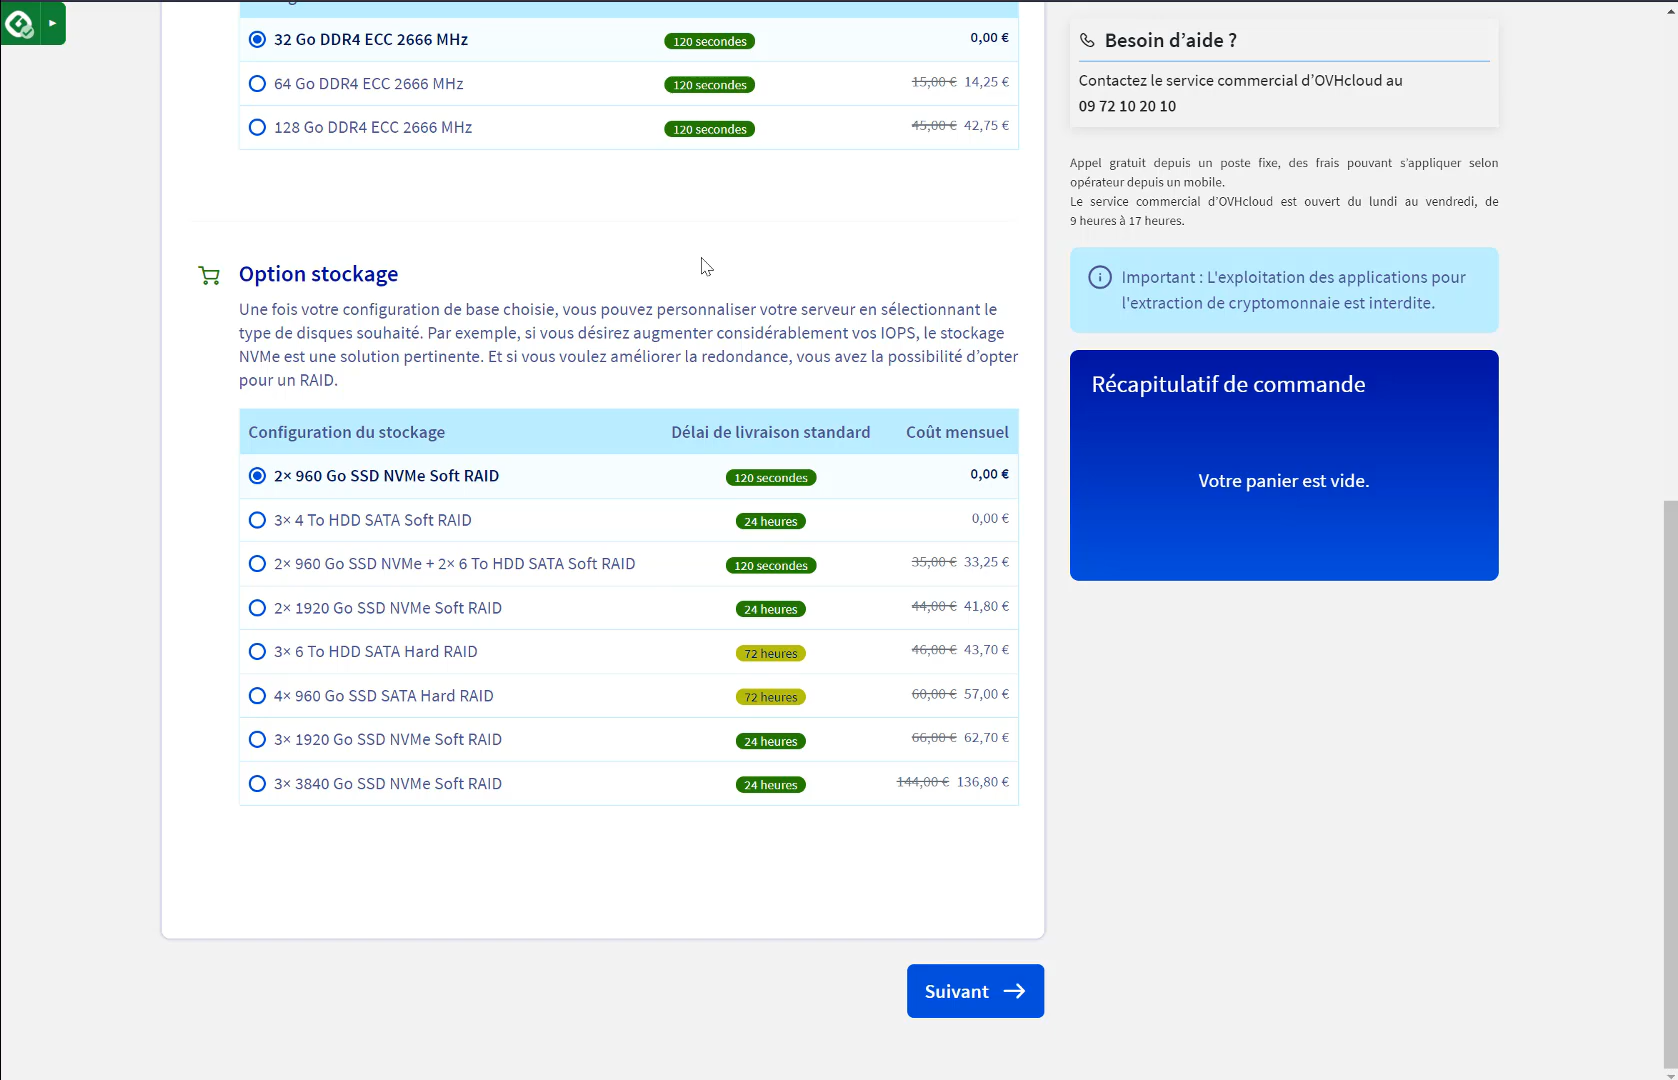 32 Go DDR4 ECC 2666 MHz 120 secondes 0,00 €
64 Go DDR4 ECC 2666 MHz 120 secondes 15,00 € 14,25 €
128 Go DDR4 ECC 2666 MHz 120 secondes 45,00 € 42,75 €
Option stockage
Une fois votre configuration de base choisie, vous pouvez personnaliser votre serveur en sélectionnant le
type de disques souhaité. Par exemple, si vous désirez augmenter considérablement vos IOPS, le stockage
NVMe est une solution pertinente. Et si vous voulez améliorer la redondance, vous avez la possibilité d'opter
pour un RAID.
Configuration du stockage Délai de livraison standard Coût mensuel
2× 960 Go SSD NVMe Soft RAID 120 secondes 0,00 €
3× 4 To HDD SATA Soft RAID 24 heures 0,00 €
2× 960 Go SSD NVMe + 2× 6 To HDD SATA Soft RAID 120 secondes 35,00 € 33,25 €
2× 1920 Go SSD NVMe Soft RAID 24 heures 44,00 € 41,80 €
3× 6 To HDD SATA Hard RAID 72 heures 46,00 € 43,70 €
4× 960 Go SSD SATA Hard RAID 72 heures 60,00 € 57,00 €
3× 1920 Go SSD NVMe Soft RAID 24 heures 66,00 € 62,70 €
3× 3840 Go SSD NVMe Soft RAID 24 heures 144,00 € 136,80 €
Suivant
Besoin d'aide ?
Contactez le service commercial d'OVHcloud au
09 72 10 20 10
Appel gratuit depuis un poste fixe, des frais pouvant s'appliquer selon
opérateur depuis un mobile.
Le service commercial d'OVHcloud est ouvert du lundi au vendredi, de
9 heures à 17 heures.
Important : L'exploitation des applications pour
l'extraction de cryptomonnaie est interdite.
Récapitulatif de commande
Votre panier est vide.